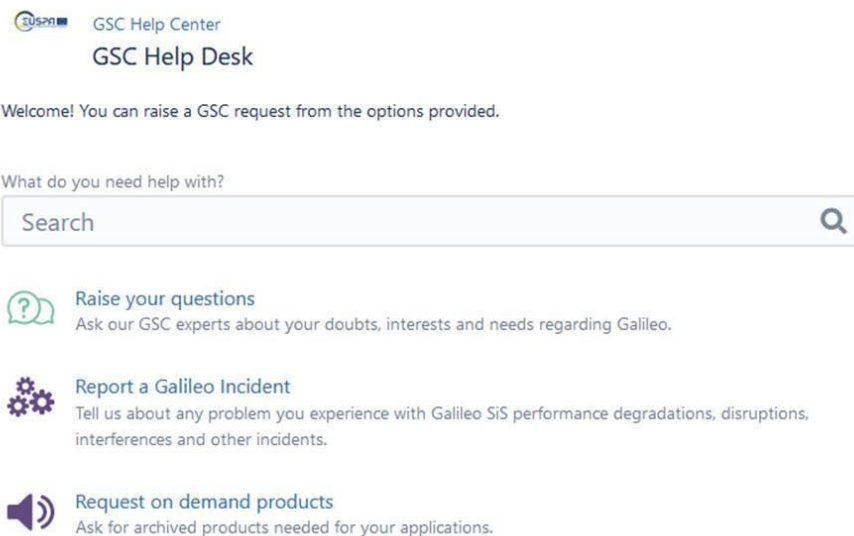 EUSPA
GSC Help Center
GSC Help Desk
Welcome! You can raise a GSC request from the options provided.
What do you need help with?
Search
Raise your questions
Ask our GSC experts about your doubts, interests and needs regarding Galileo.
Report a Galileo Incident
Tell us about any problem you experience with Galileo SiS performance degradations, disruptions,
interferences and other incidents.
Request on demand products
Ask for archived products needed for your applications.